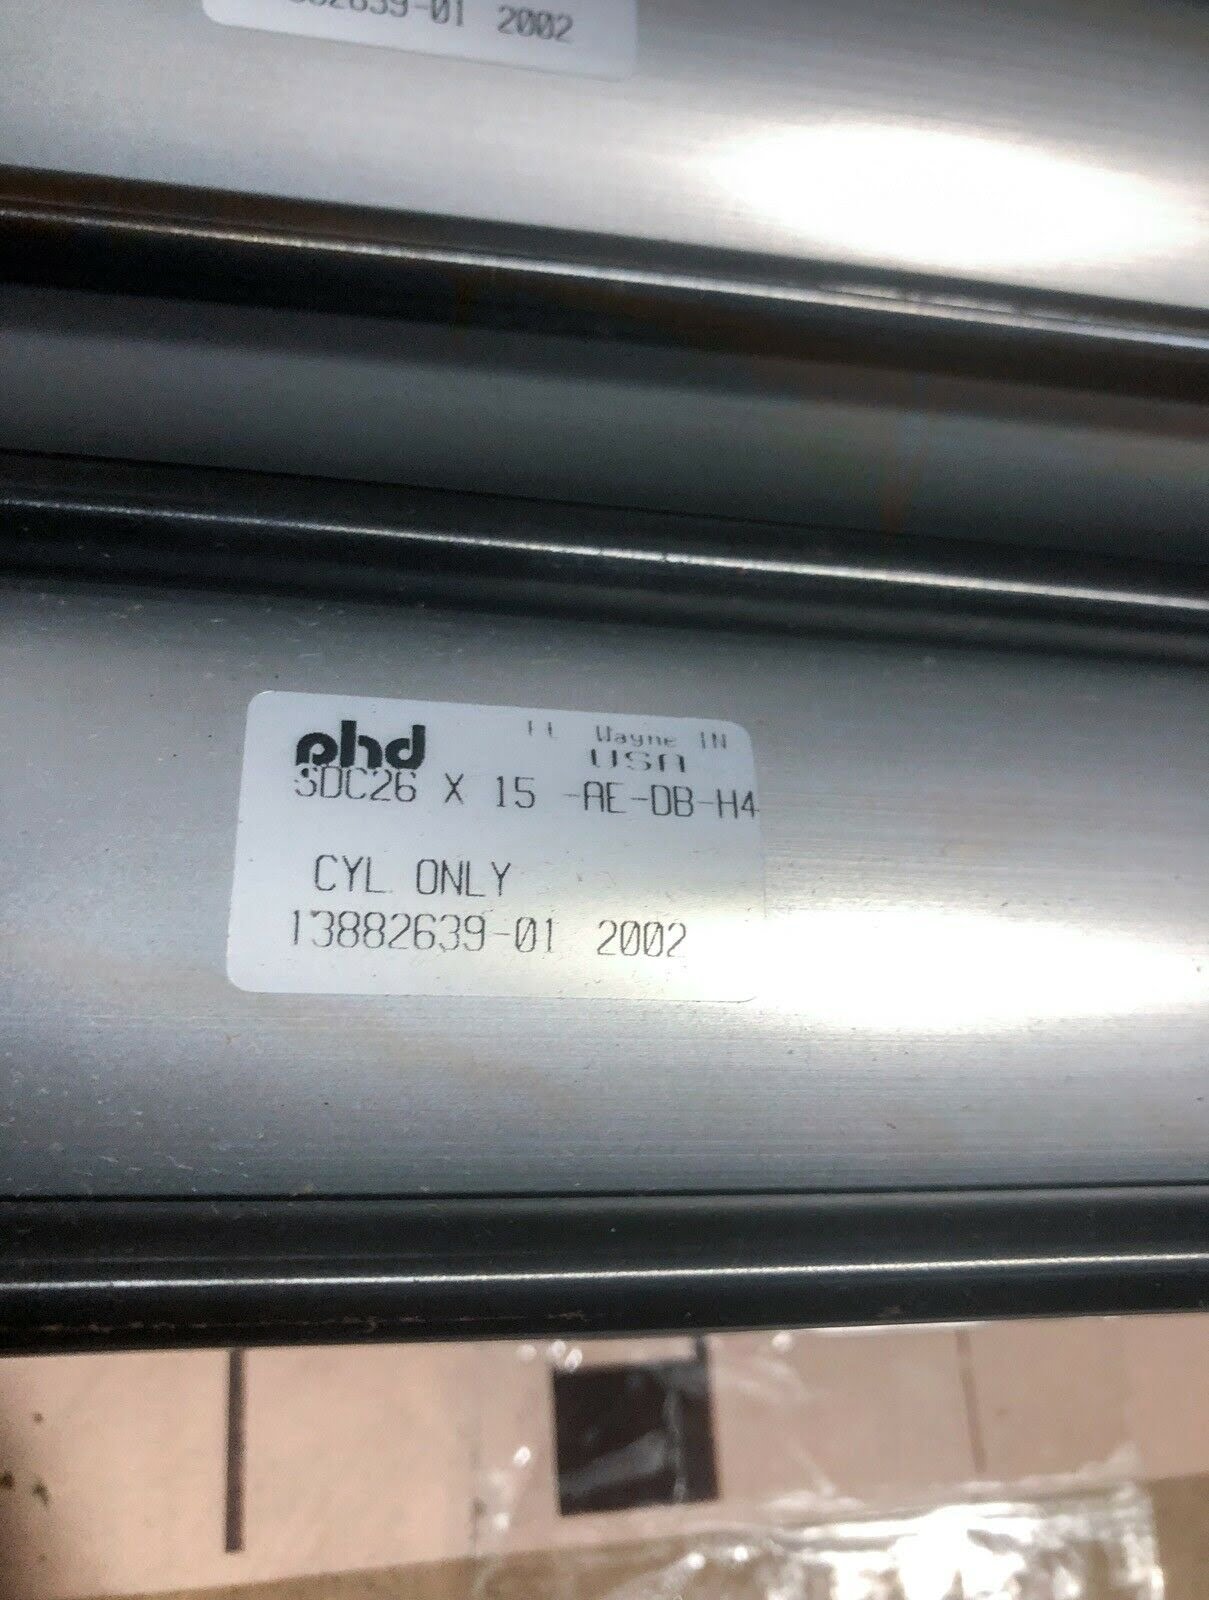 82639-01 2002
phd Ft Wayne IN
USA
SDC26 X 15 -AE-DB-H4
CYL ONLY
13882639-01 2002